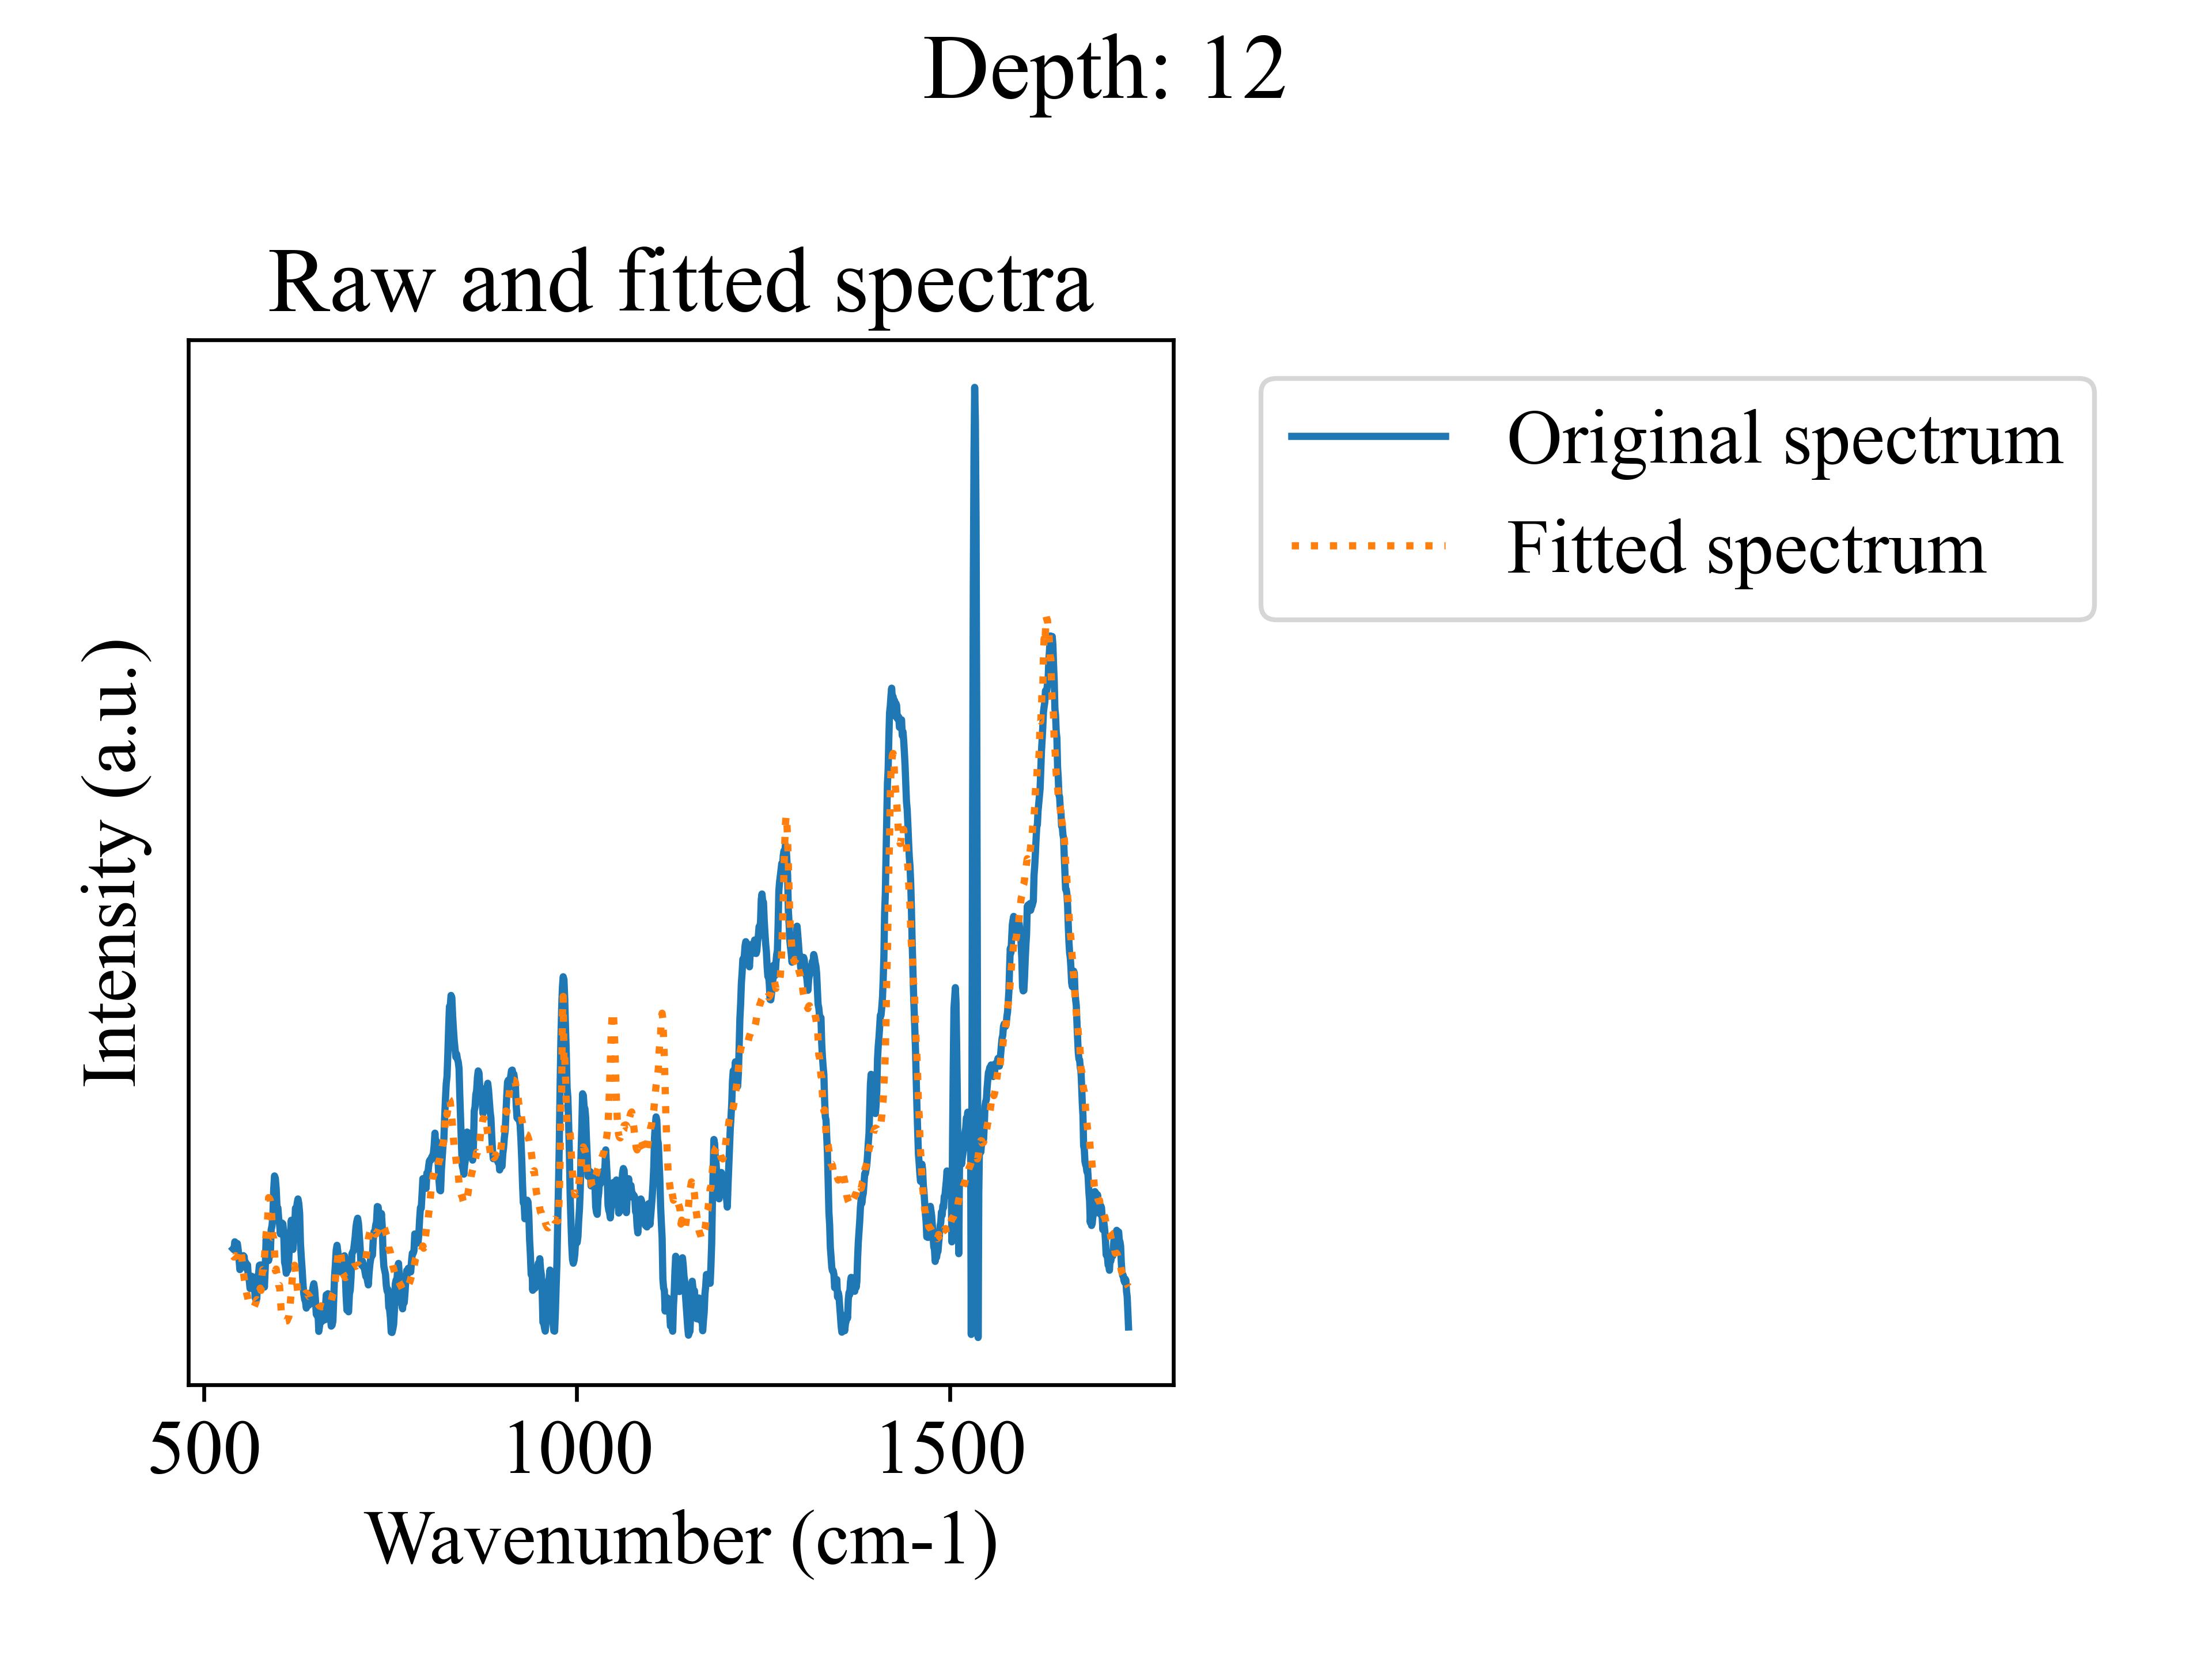 Depth: 12
Raw and fitted spectra
Original spectrum
Fitted spectrum
Intensity (a.u.)
500 1000 1500
Wavenumber (cm-1)